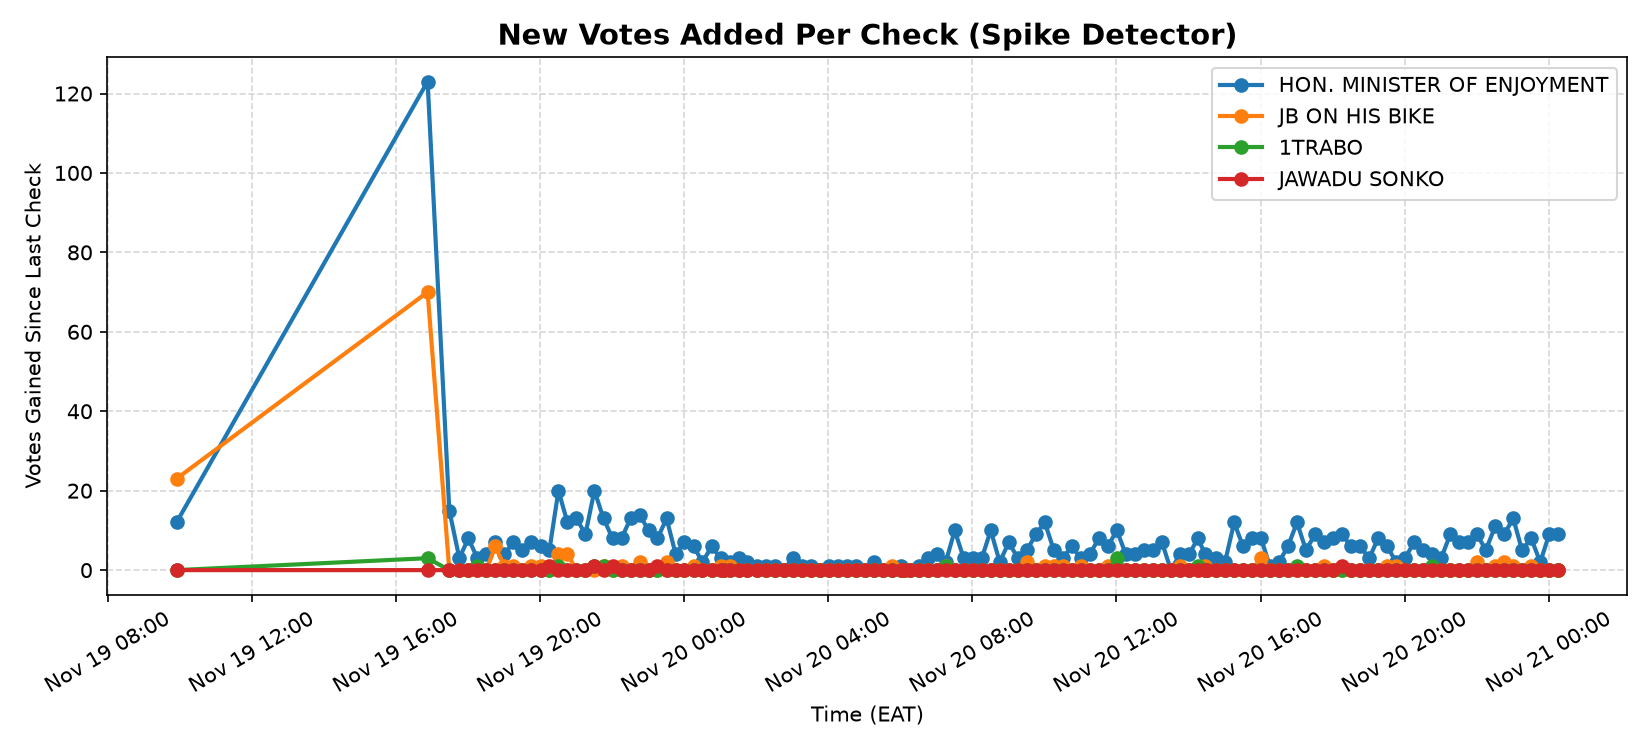 New Votes Added Per Check (Spike Detector)
HON. MINISTER OF ENJOYMENT
JB ON HIS BIKE
1TRABO
JAWADU SONKO
Votes Gained Since Last Check
120
100
80
60
40
20
0
Nov 19 08:00
Nov 19 12:00
Nov 19 16:00
Nov 19 20:00
Nov 20 00:00
Nov 20 04:00
Nov 20 08:00
Nov 20 12:00
Nov 20 16:00
Nov 20 20:00
Nov 21 00:00
Time (EAT)